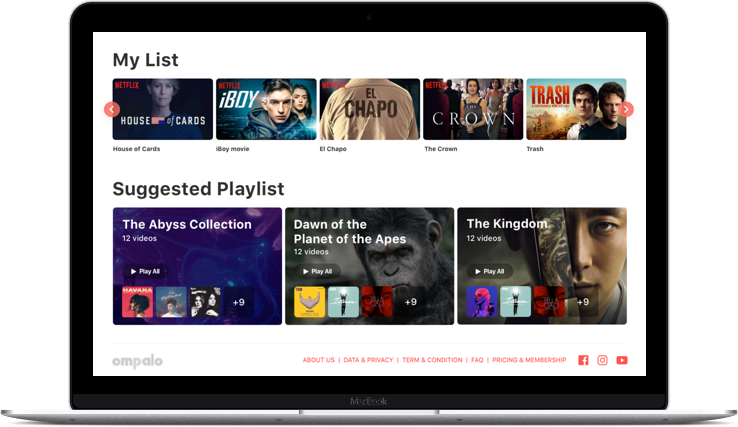 My List
NETFLIX
NETFLIX
NETFLIX
NETFLIX
HOUSE of CARDS
iBOY
EL
CHAPO
THE
CROWN
TRASH
House of Cards
iBoy movie
El Chapo
The Crown
Trash
Suggested Playlist
The Abyss Collection
12 videos
Play All
HAVANA
+9
Dawn of the
Planet of the Apes
12 videos
Play All
+9
The Kingdom
12 videos
Play All
+9
ompalo
ABOUT US | DATA & PRIVACY | TERM & CONDITION | FAQ | PRICING & MEMBERSHIP
MacBook